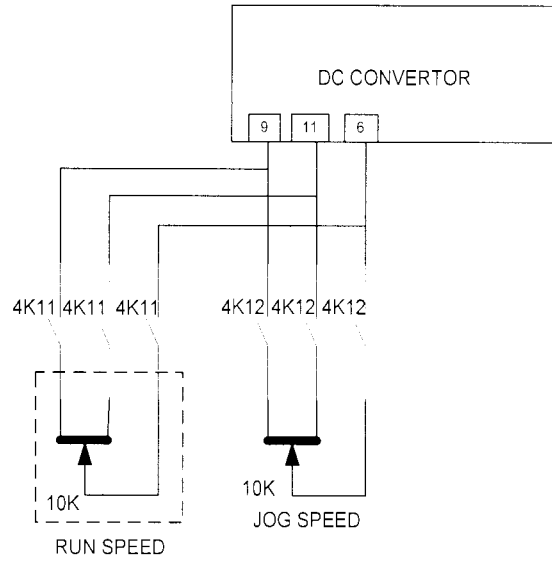 DC CONVERTOR
9 11 6
4K11 4K11 4K11 4K12 4K12 4K12
10K 10K
RUN SPEED JOG SPEED